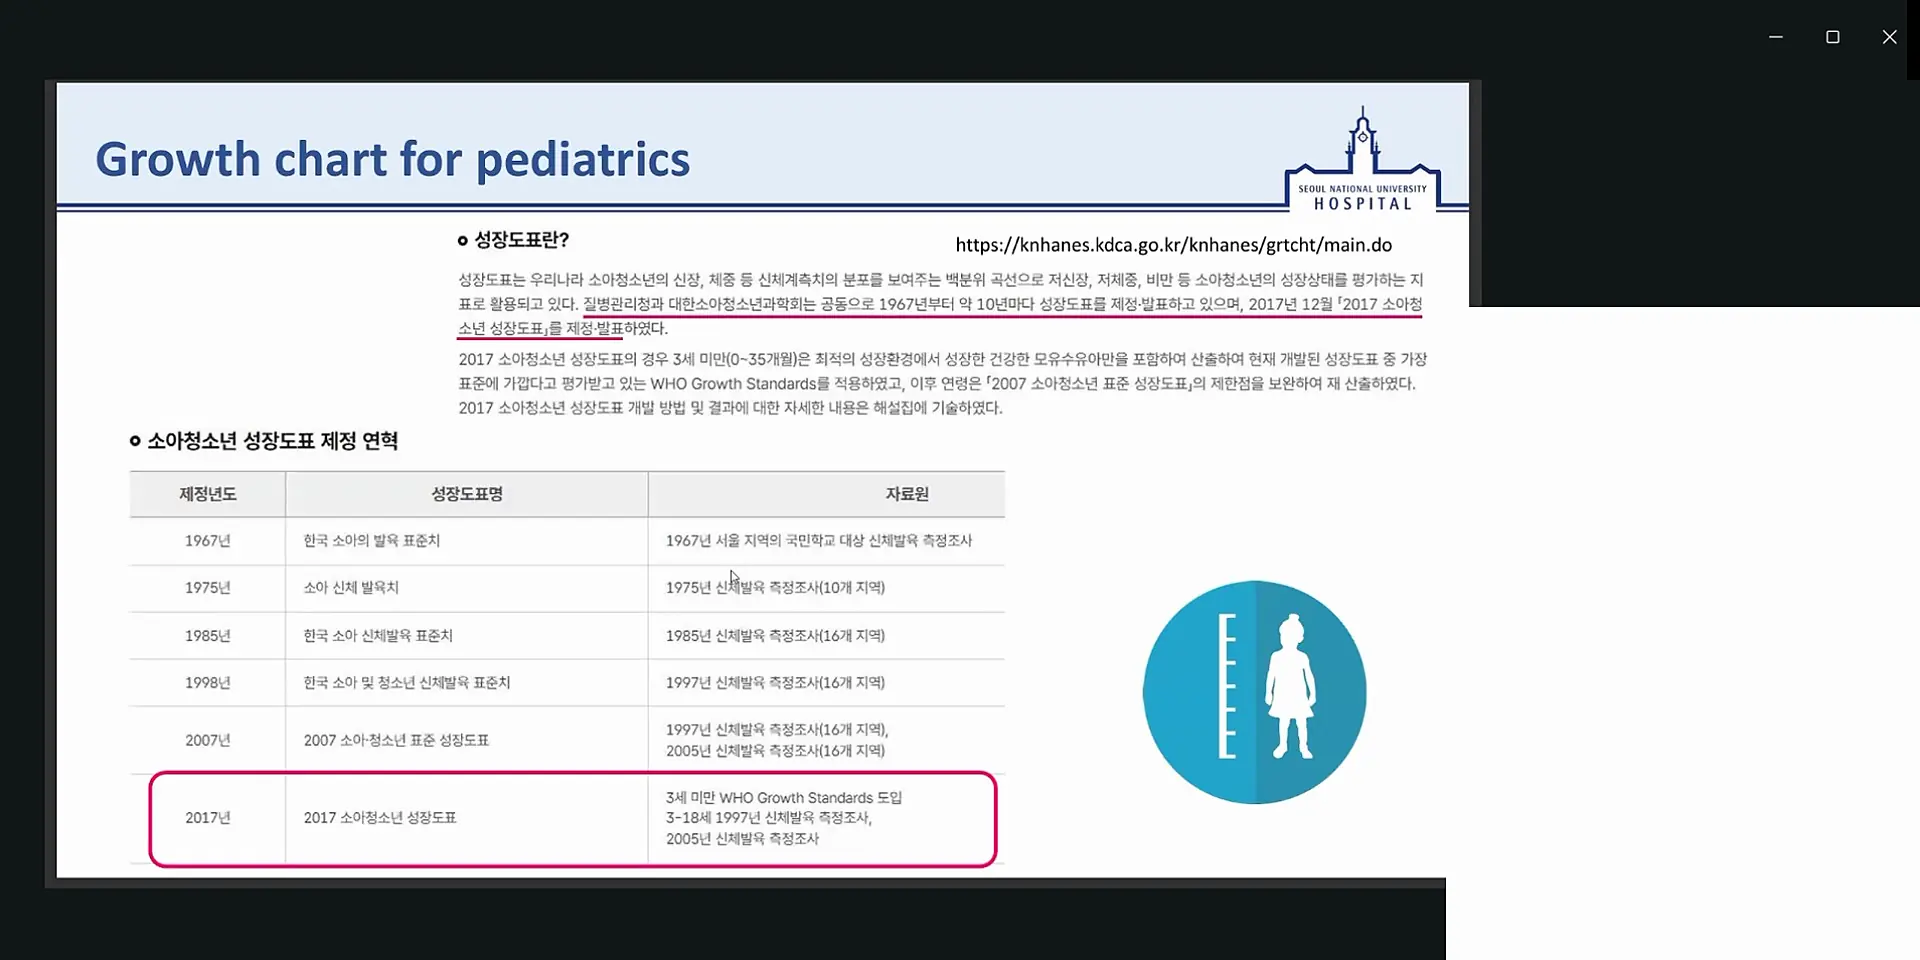 Growth chart for pediatrics
SEOUL NATIONAL UNIVERSITY
HOSPITAL
성장도표란?
https://knhanes.kdca.go.kr/knhanes/grtcht/main.do
성장도표는 우리나라 소아청소년의 신장, 체중 등 신체계측치의 분포를 보여주는 백분위 곡선으로 저신장, 저체중, 비만 등 소아청소년의 성장상태를 평가하는 지
표로 활용되고 있다. 질병관리청과 대한소아청소년과학회는 공동으로 1967년부터 약 10년마다 성장도표를 제정·발표하고 있으며, 2017년 12월 「2017 소아청
소년 성장도표」를 제정·발표하였다.
2017 소아청소년 성장도표의 경우 3세 미만(0~35개월)은 최적의 성장환경에서 성장한 건강한 모유수유아만을 포함하여 산출하여 현재 개발된 성장도표 중 가장
표준에 가깝다고 평가받고 있는 WHO Growth Standards를 적용하였고, 이후 연령은 「2007 소아청소년 표준 성장도표」의 제한점을 보완하여 재 산출하였다.
2017 소아청소년 성장도표 개발 방법 및 결과에 대한 자세한 내용은 해설집에 기술하였다.
소아청소년 성장도표 제정 연혁
제정년도 성장도표명 자료원
1967년 한국 소아의 발육 표준치 1967년 서울 지역의 국민학교 대상 신체발육 측정조사
1975년 소아 신체 발육치 1975년 신체발육 측정조사(10개 지역)
1985년 한국 소아 신체발육 표준치 1985년 신체발육 측정조사(16개 지역)
1998년 한국 소아 및 청소년 신체발육 표준치 1997년 신체발육 측정조사(16개 지역)
2007년 2007 소아·청소년 표준 성장도표 1997년 신체발육 측정조사(16개 지역),
2005년 신체발육 측정조사(16개 지역)
2017년 2017 소아청소년 성장도표 3세 미만 WHO Growth Standards 도입
3-18세 1997년 신체발육 측정조사,
2005년 신체발육 측정조사